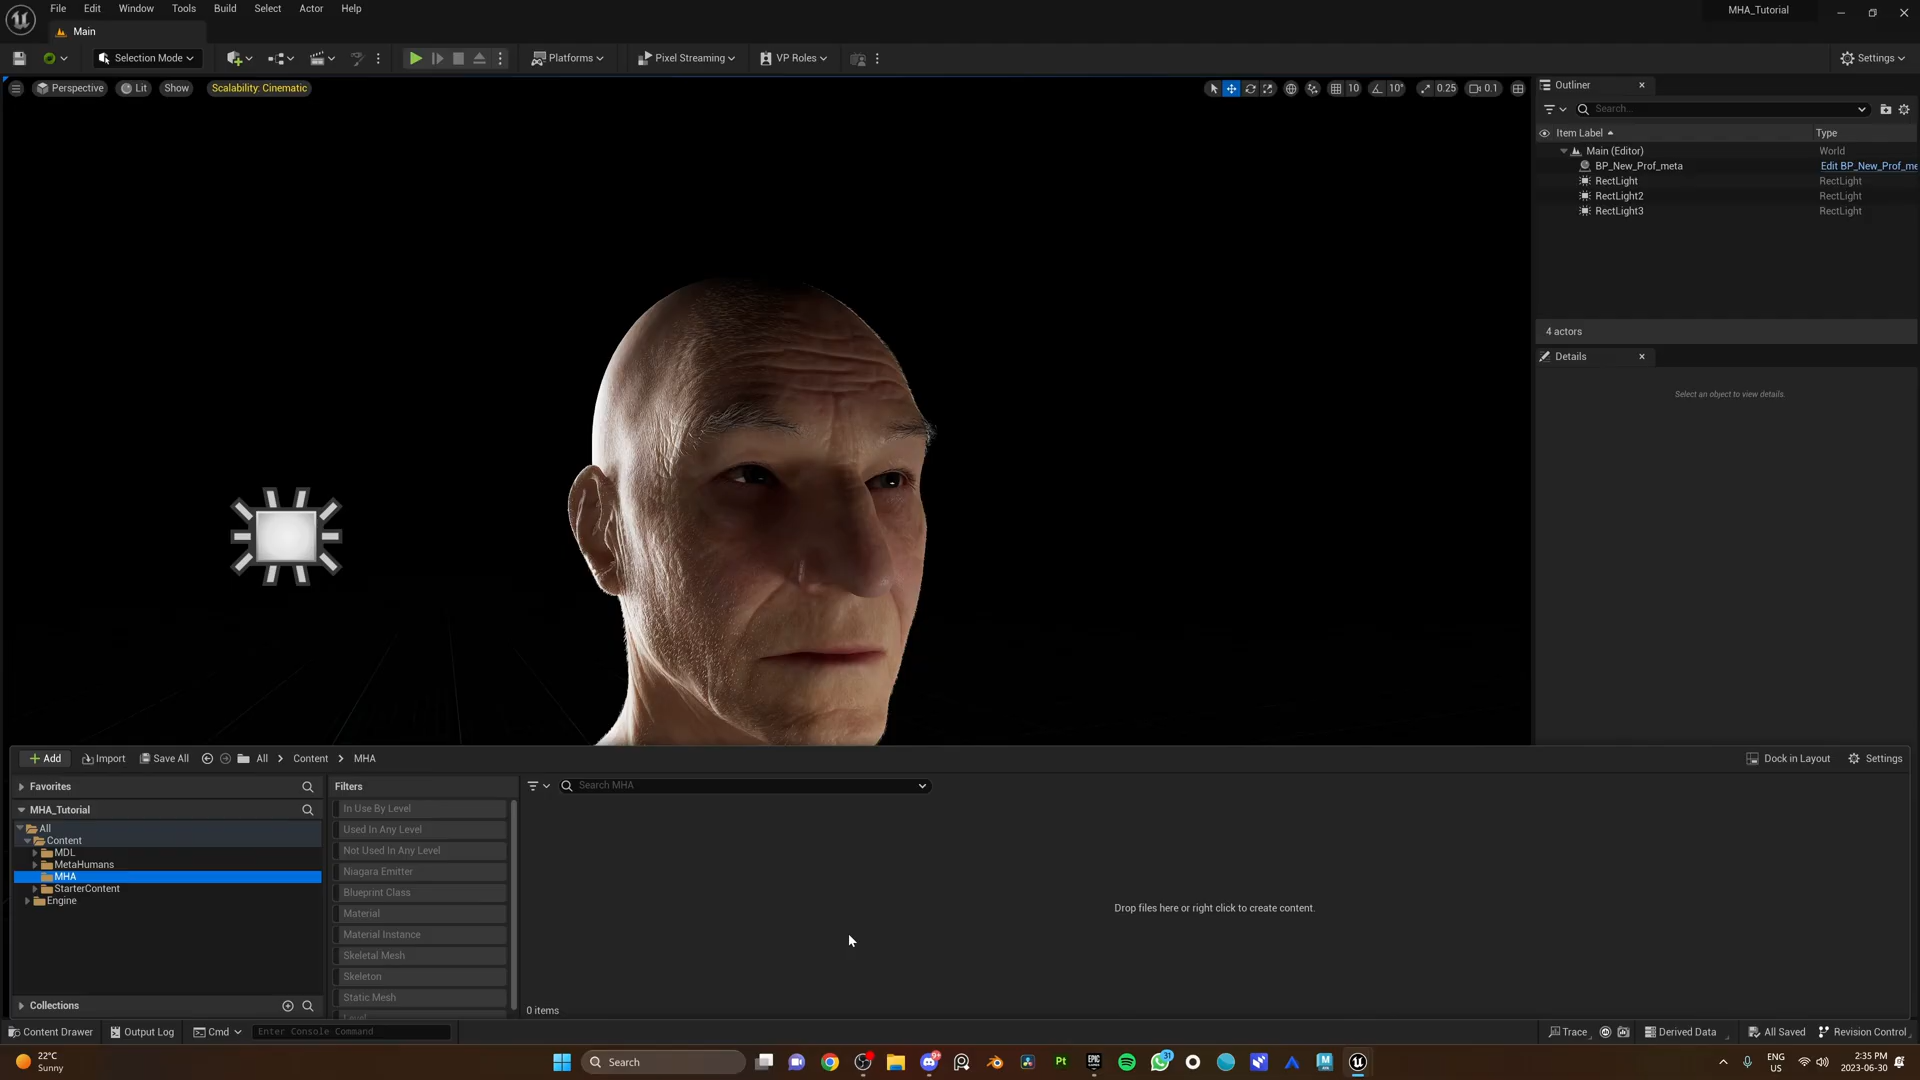 File Edit Window Tools Build Select Actor Help
MHA_Tutorial
Main
Selection Mode
Platforms
Pixel Streaming
VP Roles
Settings
Perspective
Lit
Show
Scalability: Cinematic
10
10°
0.25
0.1
Outliner
Search...
Item Label
Type
Main (Editor)
World
BP_New_Prof_meta
Edit BP_New_Prof_me
RectLight
RectLight
RectLight2
RectLight
RectLight3
RectLight
4 actors
Details
Select an object to view details.
+ Add
Import
Save All
All > Content > MHA
Dock in Layout
Settings
Favorites
MHA_Tutorial
All
Content
MDL
MetaHumans
MHA
StarterContent
Engine
Collections
Filters
In Use By Level
Used In Any Level
Not Used In Any Level
Niagara Emitter
Blueprint Class
Material
Material Instance
Skeletal Mesh
Skeleton
Static Mesh
Level
Search MHA
Drop files here or right click to create content.
0 items
Content Drawer
Output Log
Cmd
Enter Console Command
Trace
Derived Data
All Saved
Revision Control
22°C
Sunny
Search
Pt
EPIC
31
ENG
US
2:35 PM
2023-06-30